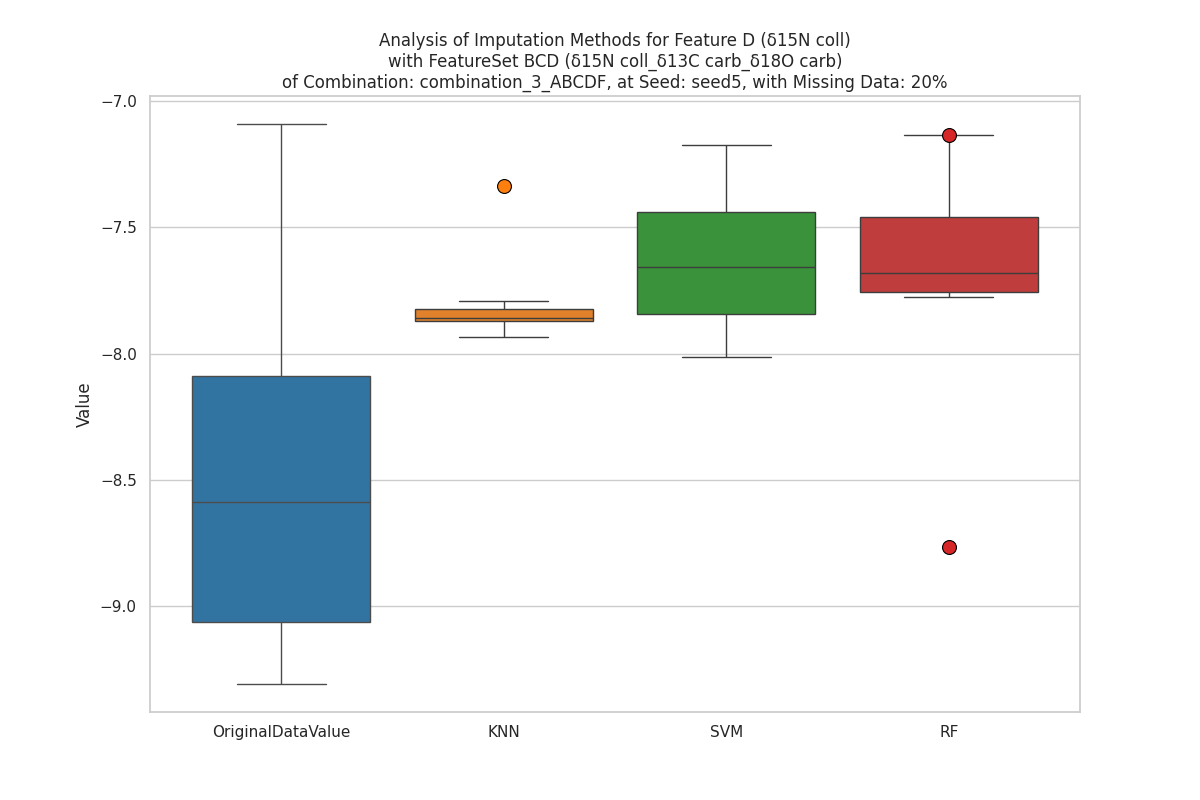 Analysis of Imputation Methods for Feature D (δ15N coll)
with FeatureSet BCD (δ15N coll_δ13C carb_δ18O carb)
of Combination: combination_3_ABCDF, at Seed: seed5, with Missing Data: 20%
−7.0
−7.5
−8.0
−8.5
−9.0
Value
OriginalDataValue
KNN
SVM
RF